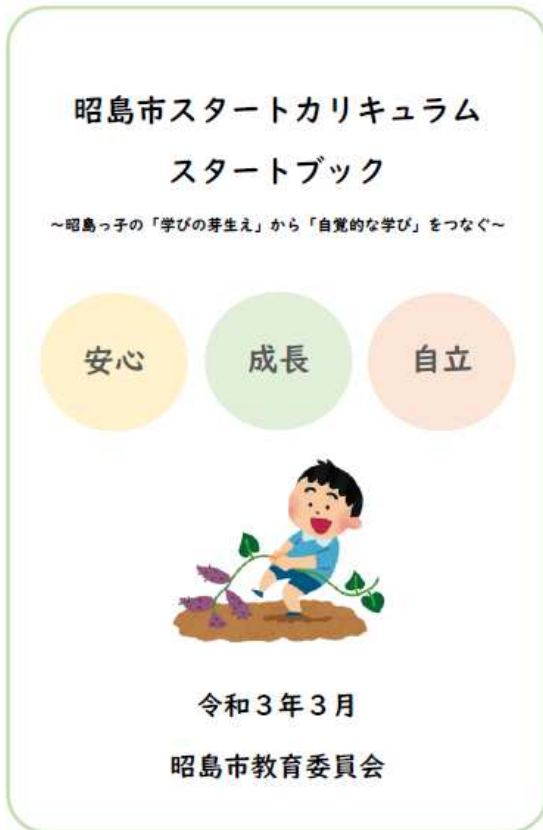 昭島市スタートカリキュラム
スタートブック
～昭島っ子の「学びの芽生え」から「自覚的な学び」をつなぐ～
安心
成長
自立
令和３年３月
昭島市教育委員会